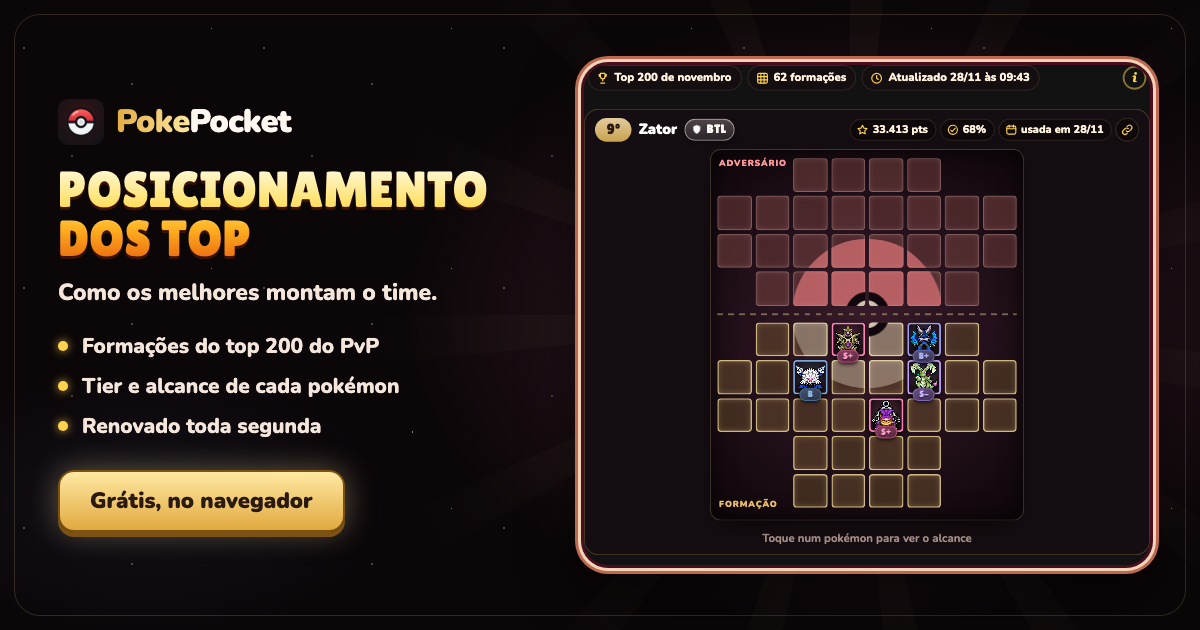 PokePocket
POSICIONAMENTO
DOS TOP
Como os melhores montam o time.
Formações do top 200 do PvP
Tier e alcance de cada pokémon
Renovado toda segunda
Grátis, no navegador
Top 200 de novembro
62 formações
Atualizado 28/11 às 09:43
i
9º
Zator
BTL
33.413 pts
68%
usada em 28/11
ADVERSÁRIO
S+
B+
B
S-
S+
FORMAÇÃO
Toque num pokémon para ver o alcance